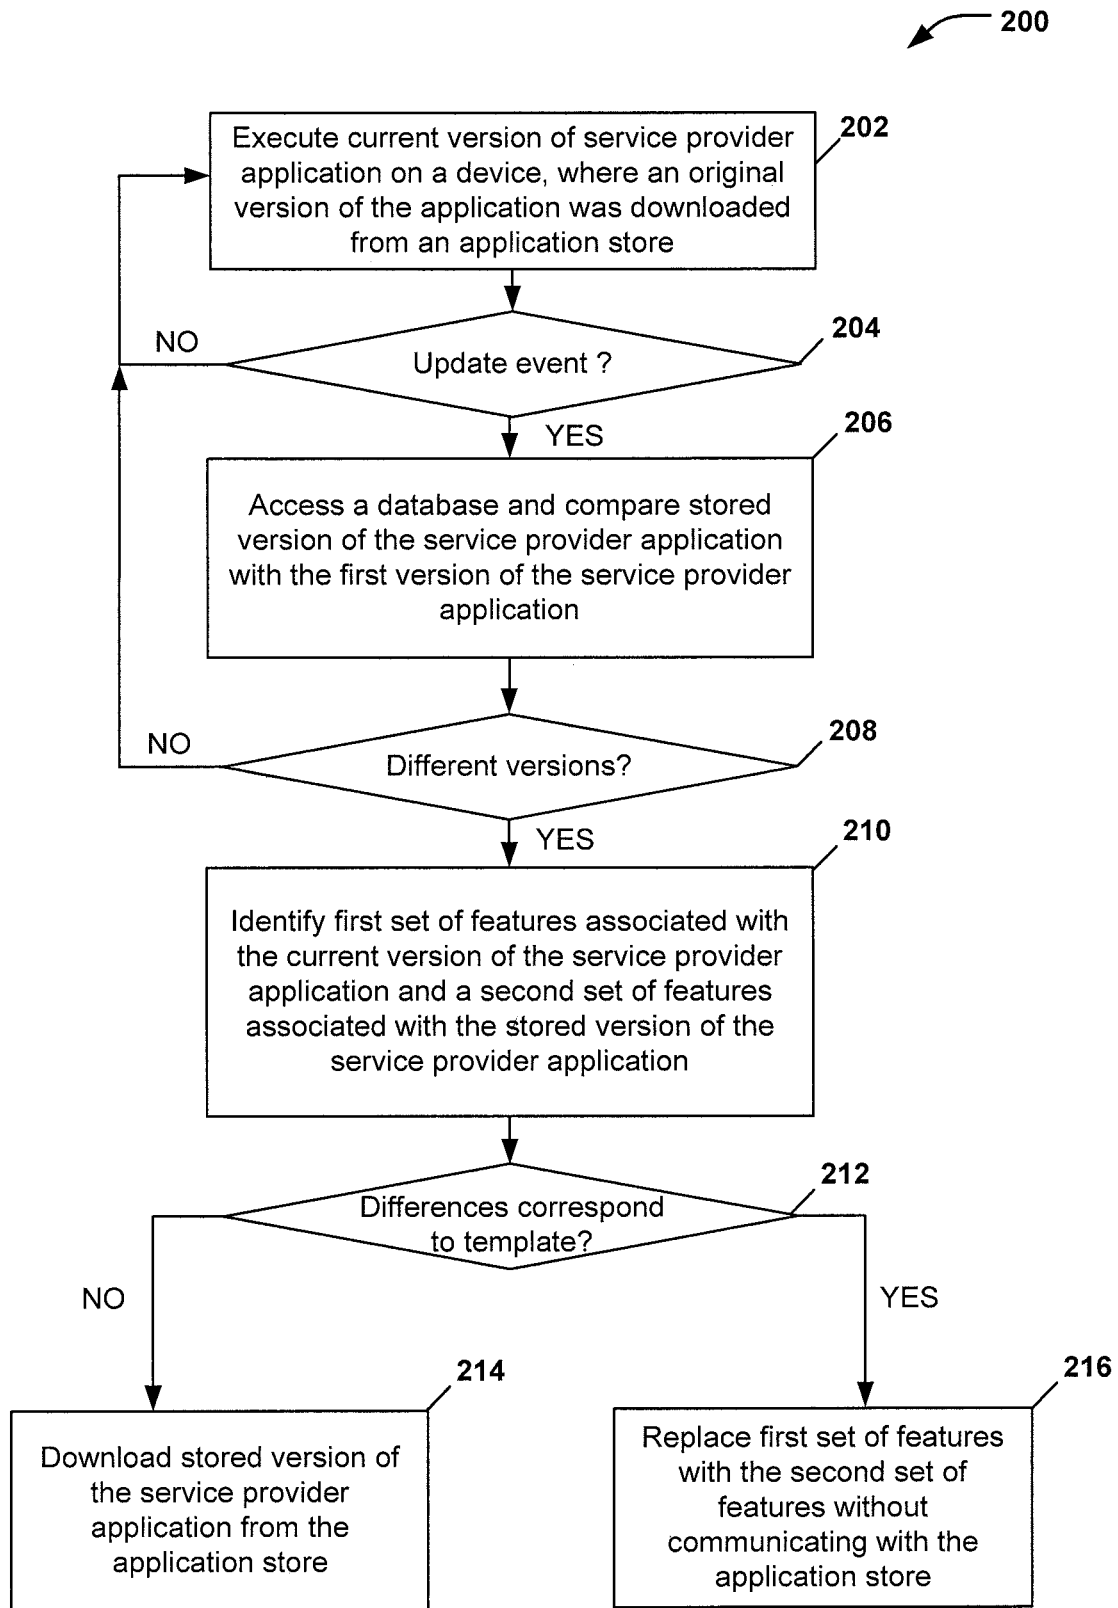 200
202
Execute current version of service provider
application on a device, where an original
version of the application was downloaded
from an application store
204
NO
Update event ?
206
YES
Access a database and compare stored
version of the service provider application
with the first version of the service provider
application
208
NO
Different versions?
210
YES
Identify first set of features associated with
the current version of the service provider
application and a second set of features
associated with the stored version of the
service provider application
212
Differences correspond
to template?
NO
YES
214
216
Download stored version of
the service provider
application from the
application store
Replace first set of features
with the second set of
features without
communicating with the
application store